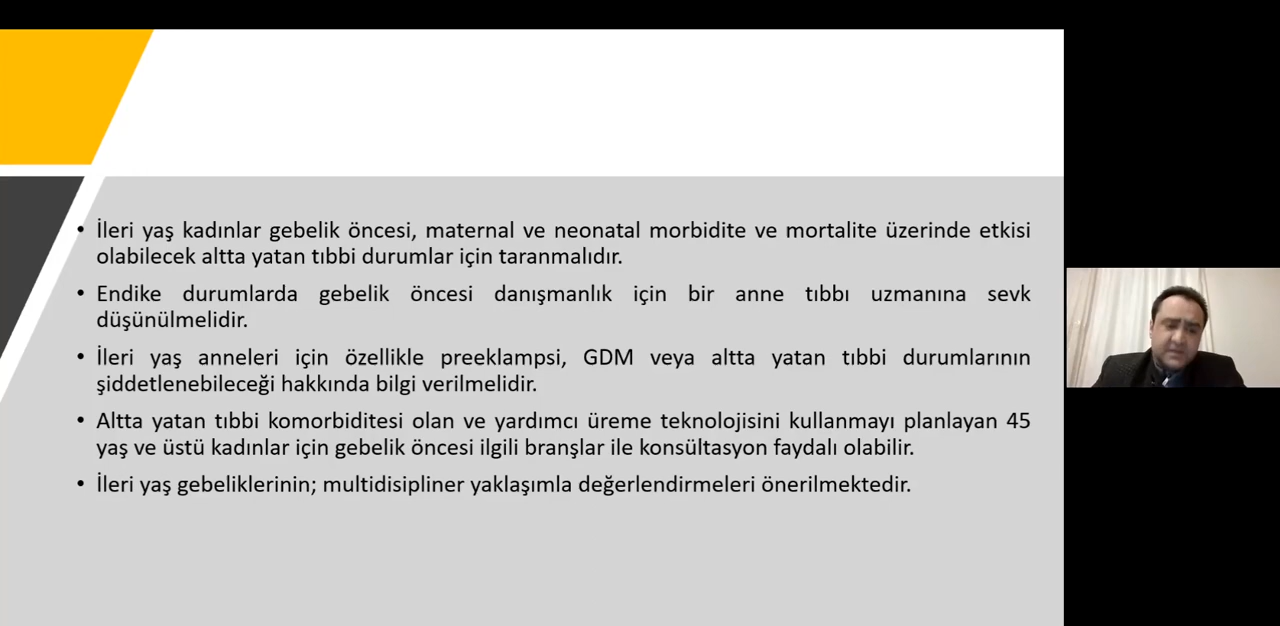 • İleri yaş kadınlar gebelik öncesi, maternal ve neonatal morbidite ve mortalite üzerinde etkisi
olabilecek altta yatan tıbbi durumlar için taranmalıdır.
• Endike durumlarda gebelik öncesi danışmanlık için bir anne tıbbı uzmanına sevk
düşünülmelidir.
• İleri yaş anneleri için özellikle preeklampsi, GDM veya altta yatan tıbbi durumlarının
şiddetlenebileceği hakkında bilgi verilmelidir.
• Altta yatan tıbbi komorbiditesi olan ve yardımcı üreme teknolojisini kullanmayı planlayan 45
yaş ve üstü kadınlar için gebelik öncesi ilgili branşlar ile konsültasyon faydalı olabilir.
• İleri yaş gebeliklerinin; multidisipliner yaklaşımla değerlendirmeleri önerilmektedir.